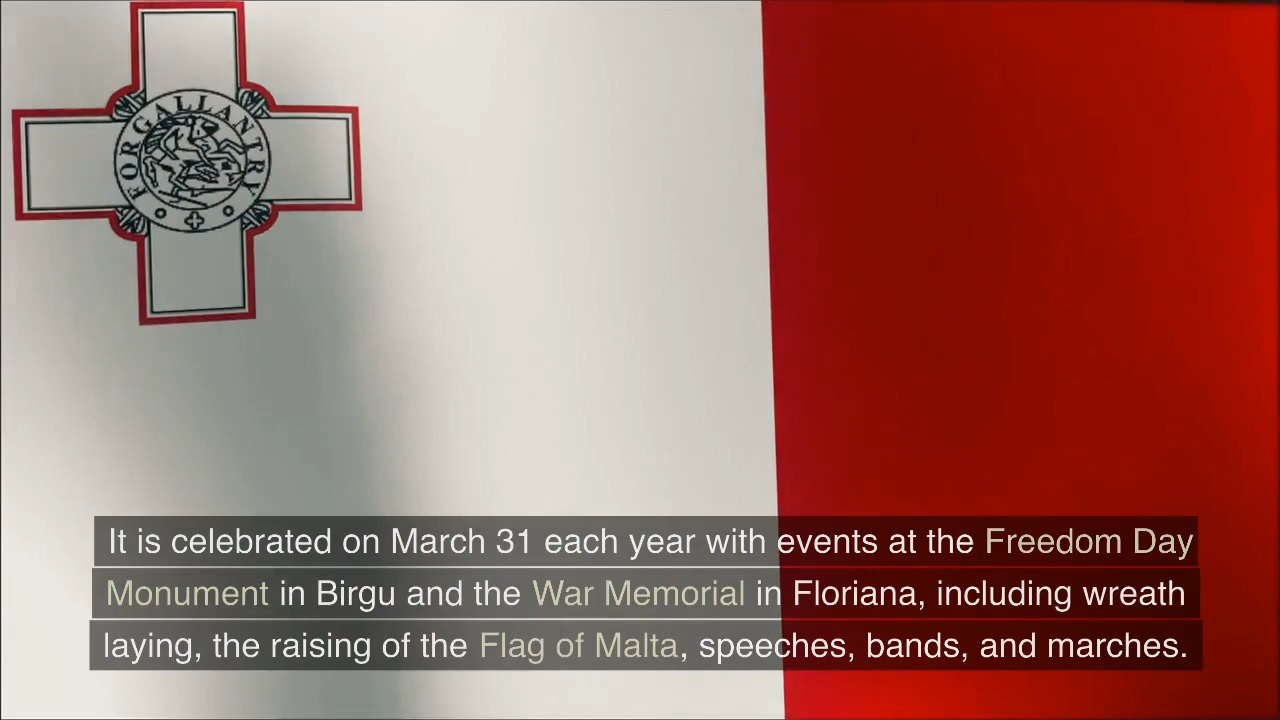 FOR GALLANTRY
It is celebrated on March 31 each year with events at the Freedom Day
Monument in Birgu and the War Memorial in Floriana, including wreath
laying, the raising of the Flag of Malta, speeches, bands, and marches.